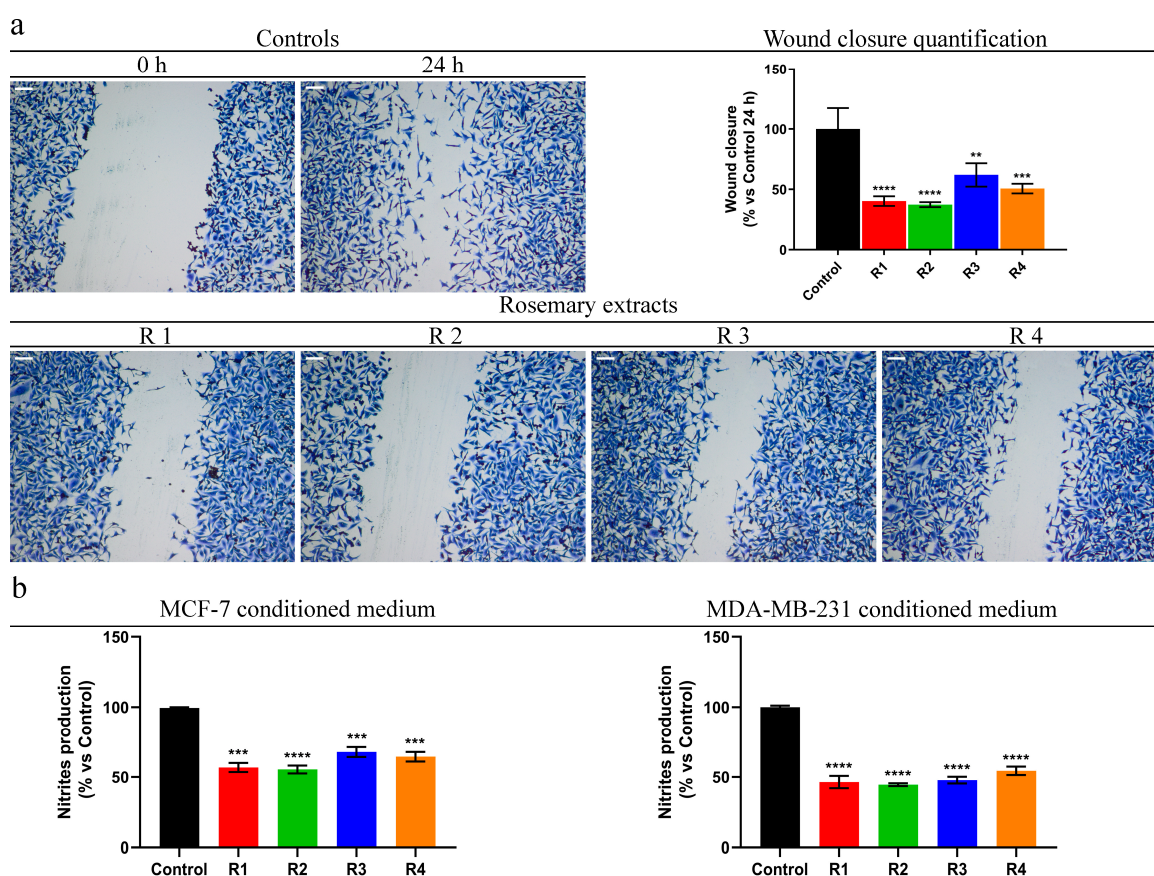 a
Controls
0 h
24 h
Wound closure quantification
150
100
50
0
Wound closure
(% vs Control 24 h)
****
****
**
***
Control
R1
R2
R3
R4
Rosemary extracts
R 1
R 2
R 3
R 4
b
MCF-7 conditioned medium
150
100
50
0
Nitrites production
(% vs Control)
***
****
***
***
Control
R1
R2
R3
R4
MDA-MB-231 conditioned medium
150
100
50
0
Nitrites production
(% vs Control)
****
****
****
****
Control
R1
R2
R3
R4